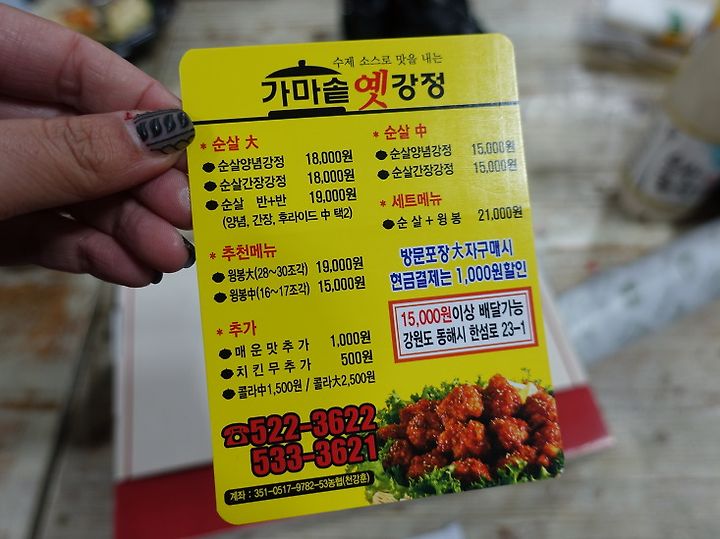 수제 소스로 맛을 내는
가마솥 옛강정
* 순살 大
순살양념강정 18,000원
순살간장강정 18,000원
순살 반+반 19,000원
(양념, 간장, 후라이드 中 택2)
* 추천메뉴
윙봉大(28~30조각) 19,000원
윙봉中(16~17조각) 15,000원
* 추가
매운맛추가 1,000원
치킨무추가 500원
콜라中1,500원 / 콜라大2,500원
* 순살 中
순살양념강정 15,000원
순살간장강정 15,000원
* 세트메뉴
순살+윙봉 21,000원
방문포장 大자구매시
현금결제는 1,000원할인
15,000원이상 배달가능
강원도 동해시 한섬로 23-1
☎522-3622
533-3621
계좌 : 351-0517-9782-53농협(천강훈)